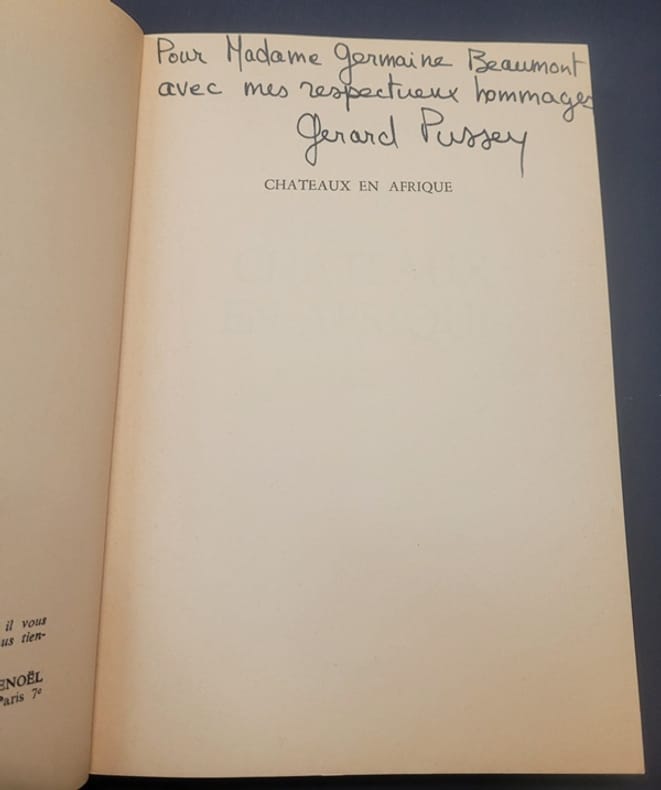 Pour Madame Germaine Beaumont
avec mes respectueux hommages
Gerard Pussey
CHATEAUX EN AFRIQUE
il vous
us tien-
ENOËL
Paris 7e